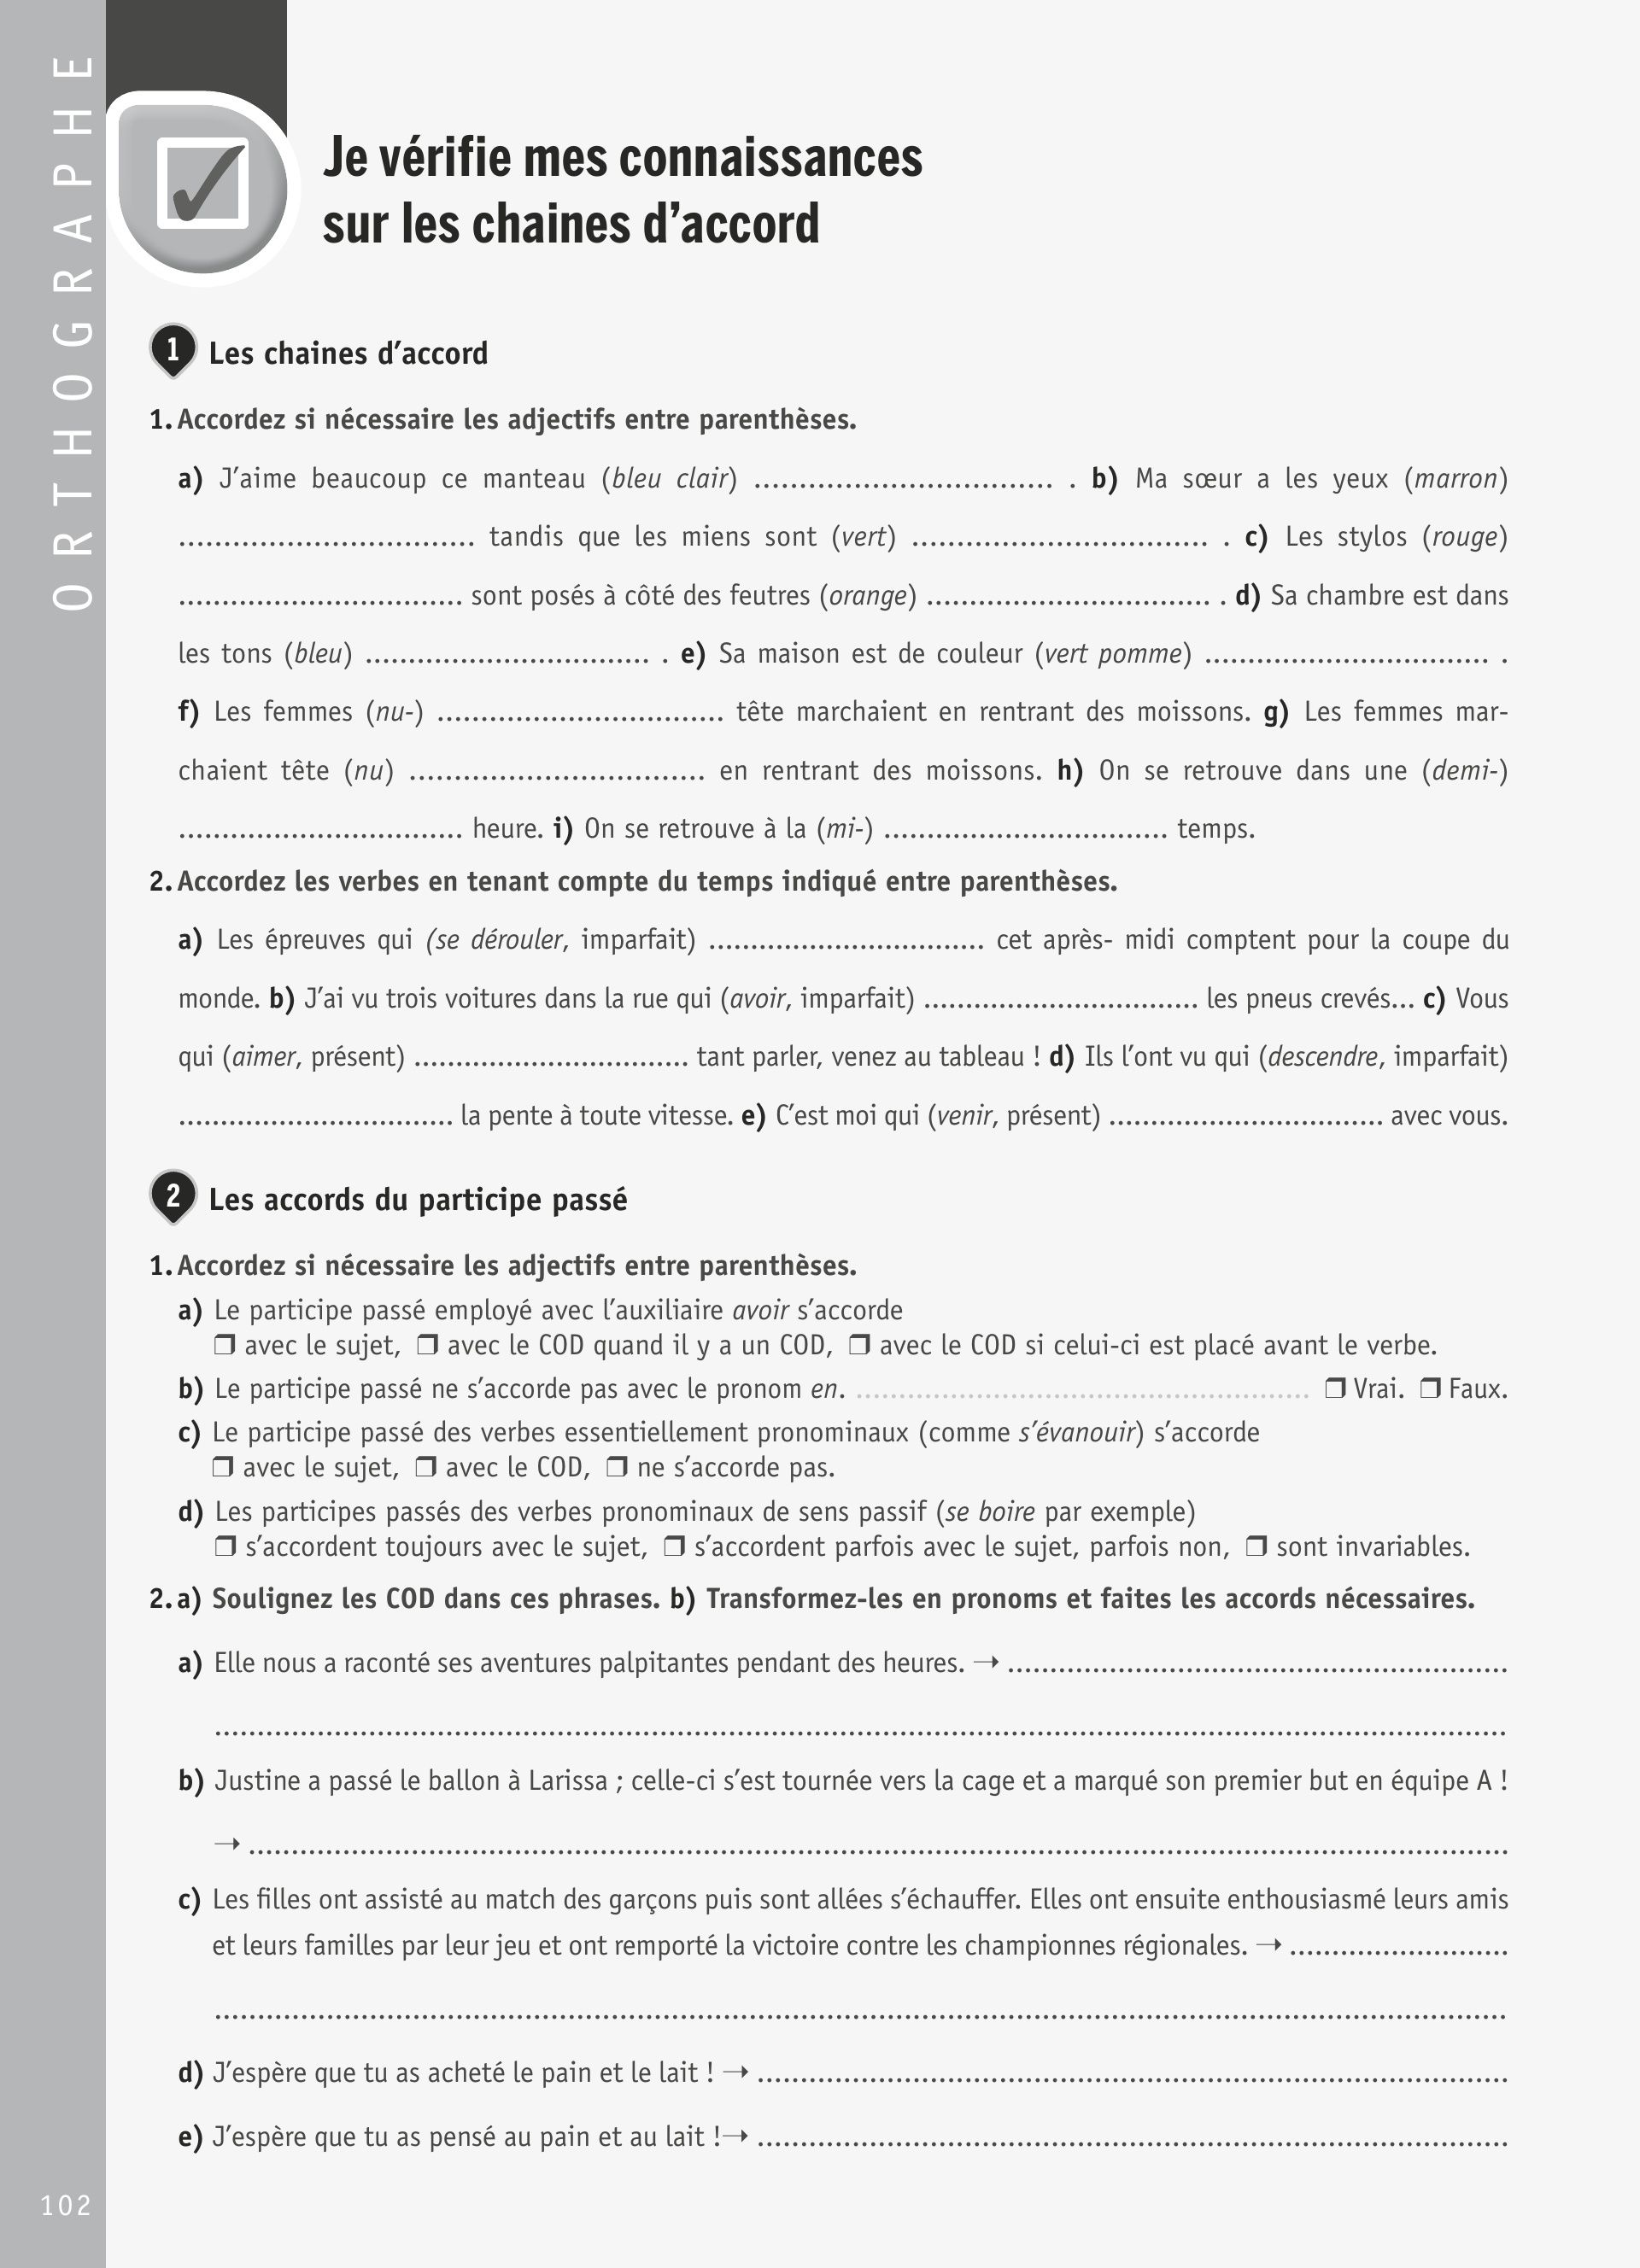 ORTHOGRAPHE
Je vérifie mes connaissances
sur les chaines d’accord
1 Les chaines d’accord
1. Accordez si nécessaire les adjectifs entre parenthèses.
a) J’aime beaucoup ce manteau (bleu clair) ................................. . b) Ma sœur a les yeux (marron)
................................. tandis que les miens sont (vert) ................................. . c) Les stylos (rouge)
................................. sont posés à côté des feutres (orange) ................................. . d) Sa chambre est dans
les tons (bleu) ................................. . e) Sa maison est de couleur (vert pomme) ................................. .
f) Les femmes (nu-) ................................. tête marchaient en rentrant des moissons. g) Les femmes mar-
chaient tête (nu) ................................. en rentrant des moissons. h) On se retrouve dans une (demi-)
................................. heure. i) On se retrouve à la (mi-) ................................. temps.
2. Accordez les verbes en tenant compte du temps indiqué entre parenthèses.
a) Les épreuves qui (se dérouler, imparfait) ................................. cet après- midi comptent pour la coupe du
monde. b) J’ai vu trois voitures dans la rue qui (avoir, imparfait) ................................. les pneus crevés... c) Vous
qui (aimer, présent) ................................. tant parler, venez au tableau ! d) Ils l’ont vu qui (descendre, imparfait)
................................. la pente à toute vitesse. e) C’est moi qui (venir, présent) ................................. avec vous.
2 Les accords du participe passé
1. Accordez si nécessaire les adjectifs entre parenthèses.
a) Le participe passé employé avec l’auxiliaire avoir s’accorde
❒ avec le sujet, ❒ avec le COD quand il y a un COD, ❒ avec le COD si celui-ci est placé avant le verbe.
b) Le participe passé ne s’accorde pas avec le pronom en. ................................................. ❒ Vrai. ❒ Faux.
c) Le participe passé des verbes essentiellement pronominaux (comme s’évanouir) s’accorde
❒ avec le sujet, ❒ avec le COD, ❒ ne s’accorde pas.
d) Les participes passés des verbes pronominaux de sens passif (se boire par exemple)
❒ s’accordent toujours avec le sujet, ❒ s’accordent parfois avec le sujet, parfois non, ❒ sont invariables.
2. a) Soulignez les COD dans ces phrases. b) Transformez-les en pronoms et faites les accords nécessaires.
a) Elle nous a raconté ses aventures palpitantes pendant des heures. → ............................................................
............................................................................................................................................
b) Justine a passé le ballon à Larissa ; celle-ci s’est tournée vers la cage et a marqué son premier but en équipe A !
→ ............................................................................................................................................
c) Les filles ont assisté au match des garçons puis sont allées s’échauffer. Elles ont ensuite enthousiasmé leurs amis
et leurs familles par leur jeu et ont remporté la victoire contre les championnes régionales. → ..........................
............................................................................................................................................
d) J’espère que tu as acheté le pain et le lait ! → ..........................................................................................
e) J’espère que tu as pensé au pain et au lait !→ ..........................................................................................
102